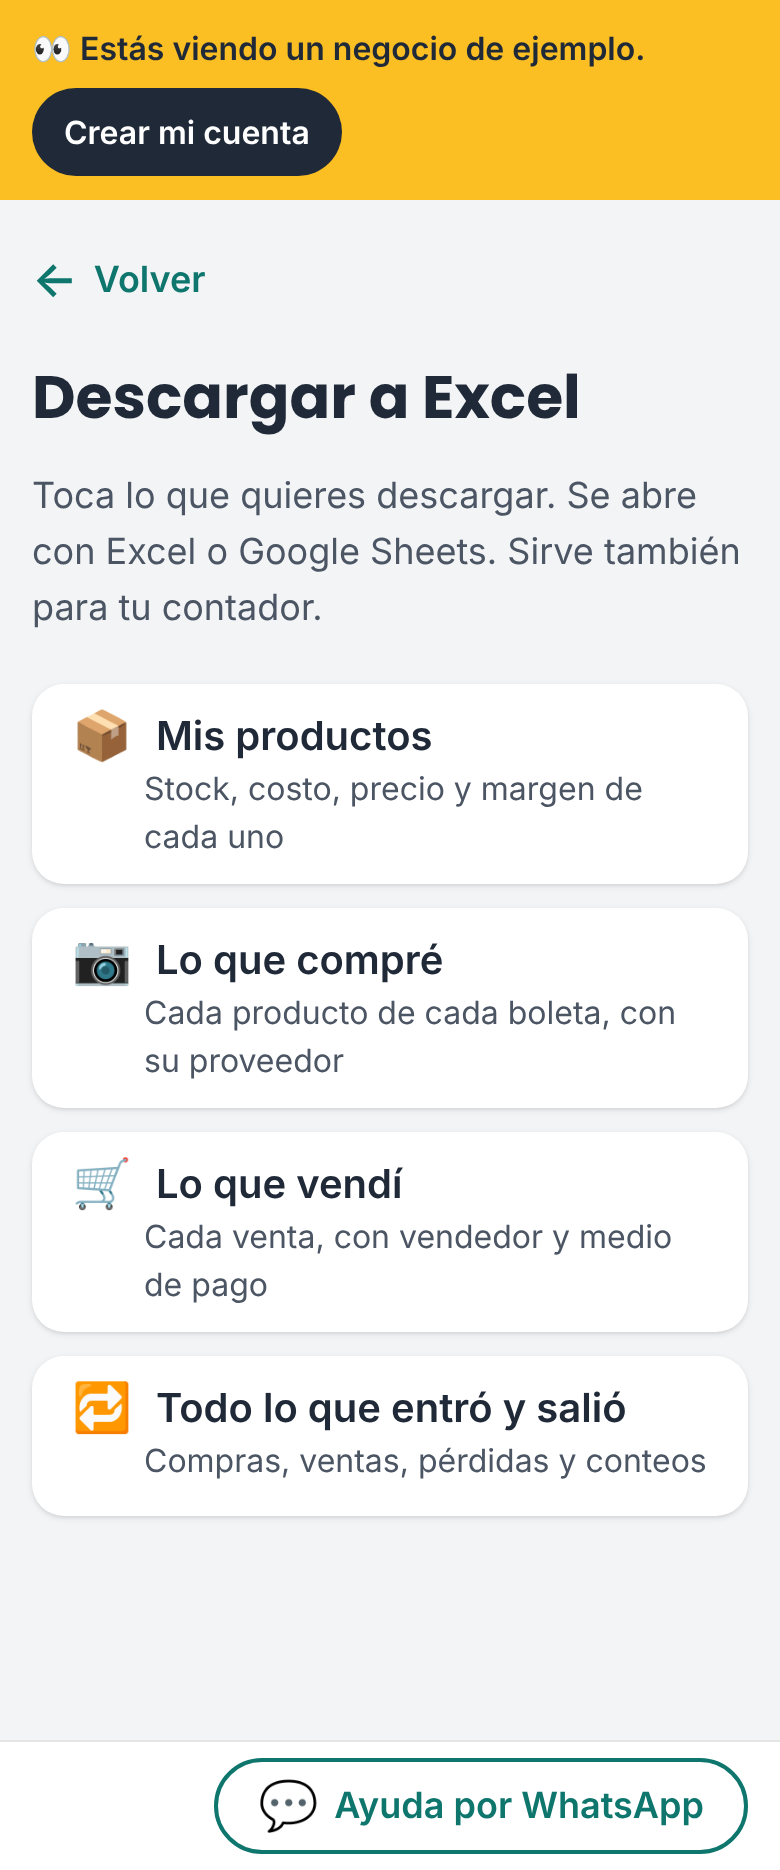 👀 Estás viendo un negocio de ejemplo.
Crear mi cuenta
← Volver
Descargar a Excel
Toca lo que quieres descargar. Se abre
con Excel o Google Sheets. Sirve también
para tu contador.
📦 Mis productos
Stock, costo, precio y margen de
cada uno
📷 Lo que compré
Cada producto de cada boleta, con
su proveedor
🛒 Lo que vendí
Cada venta, con vendedor y medio
de pago
🔁 Todo lo que entró y salió
Compras, ventas, pérdidas y conteos
💬 Ayuda por WhatsApp